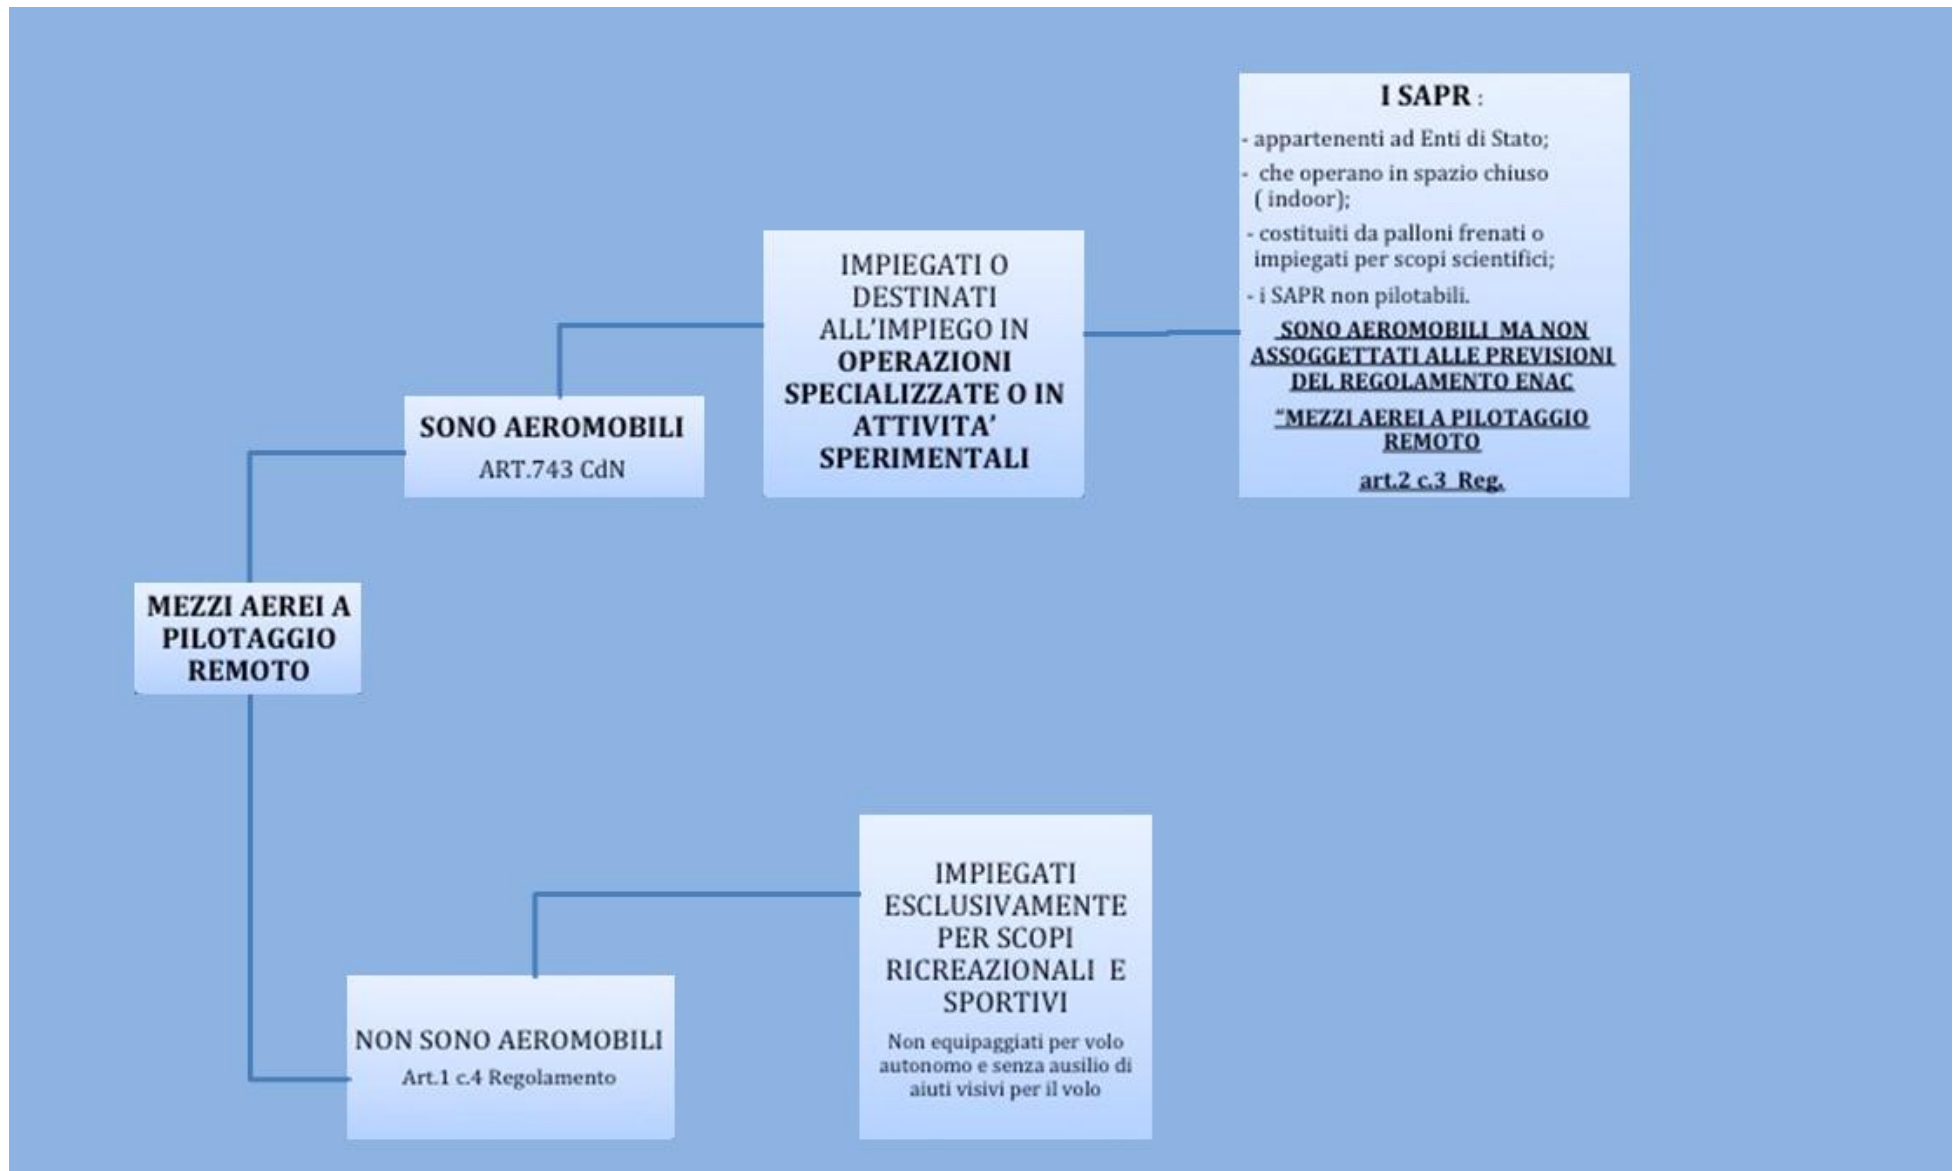 I SAPR :
- appartenenti ad Enti di Stato;
- che operano in spazio chiuso
( indoor);
- costituiti da palloni frenati o
impiegati per scopi scientifici;
- i SAPR non pilotabili.
SONO AEROMOBILI MA NON
ASSOGGETTATI ALLE PREVISIONI
DEL REGOLAMENTO ENAC
“MEZZI AEREI A PILOTAGGIO
REMOTO
art.2 c.3 Reg.
IMPIEGATI O
DESTINATI
ALL’IMPIEGO IN
OPERAZIONI
SPECIALIZZATE O IN
ATTIVITA’
SPERIMENTALI
SONO AEROMOBILI
ART.743 CdN
MEZZI AEREI A
PILOTAGGIO
REMOTO
IMPIEGATI
ESCLUSIVAMENTE
PER SCOPI
RICREAZIONALI E
SPORTIVI
Non equipaggiati per volo
autonomo e senza ausilio di
aiuti visivi per il volo
NON SONO AEROMOBILI
Art.1 c.4 Regolamento